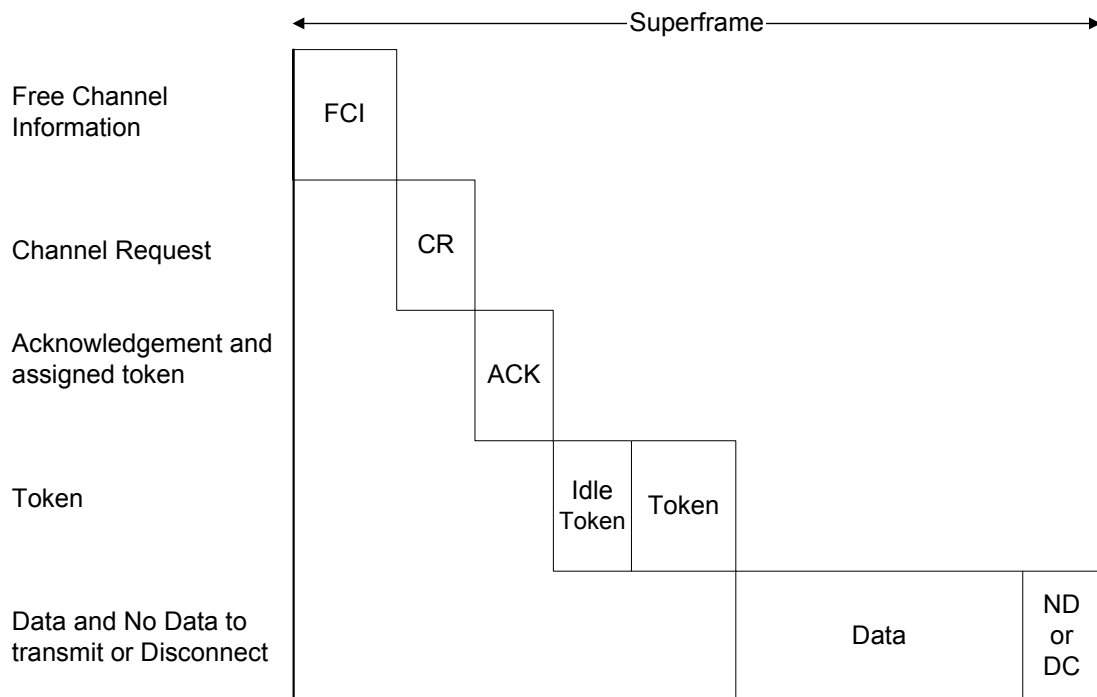 Superframe
Free Channel
Information
FCI
Channel Request
CR
Acknowledgement and
assigned token
ACK
Token
Idle
Token
Token
Data and No Data to
transmit or Disconnect
Data
ND
or
DC